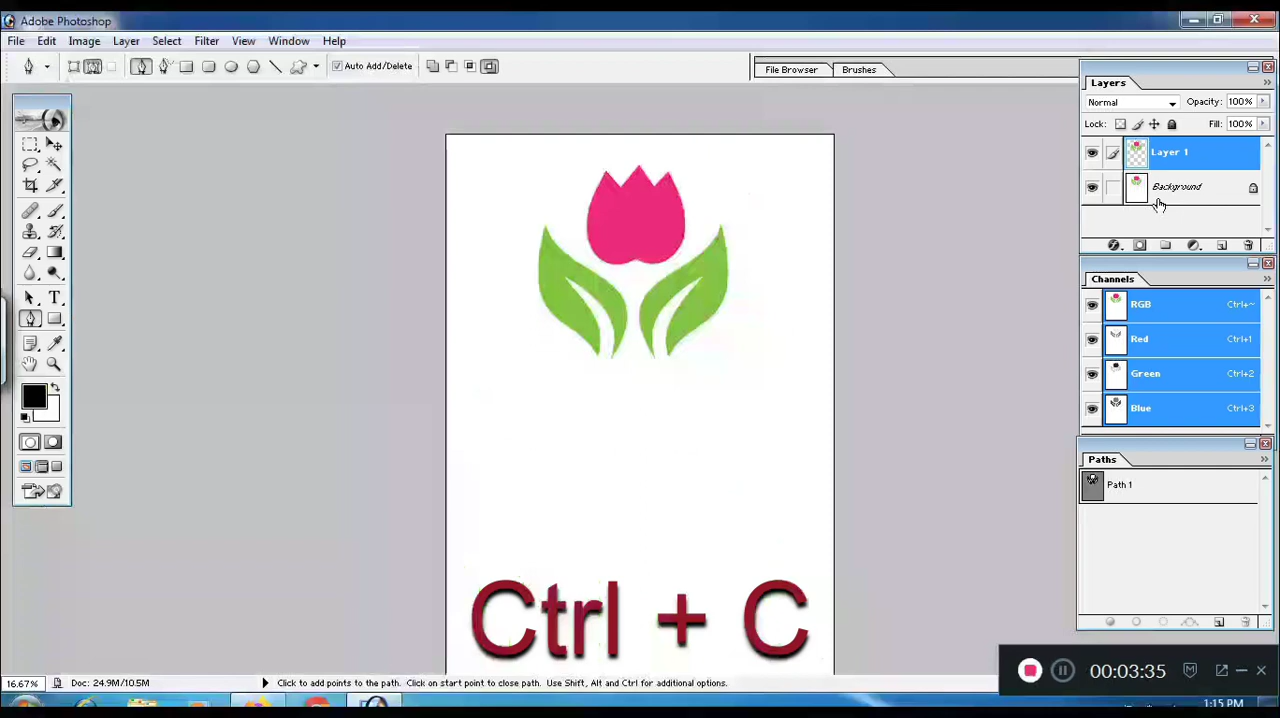 Adobe Photoshop
File Edit Image Layer Select Filter View Window Help
Auto Add/Delete
File Browser Brushes
Layers
Normal Opacity: 100%
Lock: Fill: 100%
Layer 1
Background
Channels
RGB Ctrl+~
Red Ctrl+1
Green Ctrl+2
Blue Ctrl+3
Paths
Path 1
Ctrl + C
00:03:35
16.67% Doc: 24.9M/10.5M Click to add points to the path. Click on start point to close path. Use Shift, Alt and Ctrl for additional options.
1:15 PM